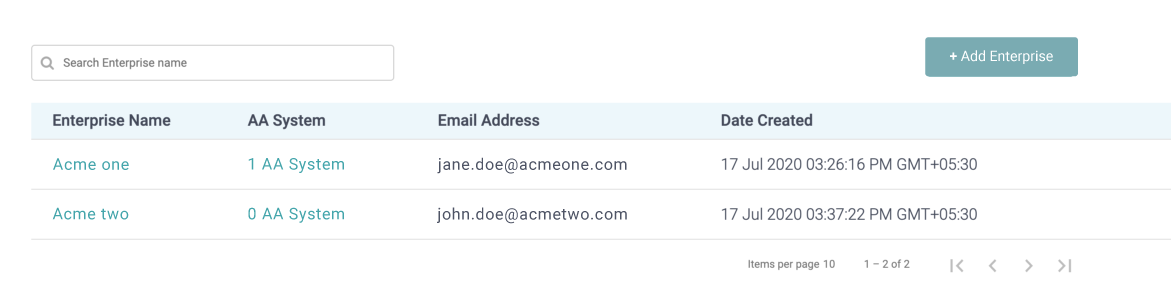 Search Enterprise name
+ Add Enterprise
Enterprise Name AA System Email Address Date Created
Acme one 1 AA System jane.doe@acmeone.com 17 Jul 2020 03:26:16 PM GMT+05:30
Acme two 0 AA System john.doe@acmetwo.com 17 Jul 2020 03:37:22 PM GMT+05:30
Items per page 10 1 – 2 of 2